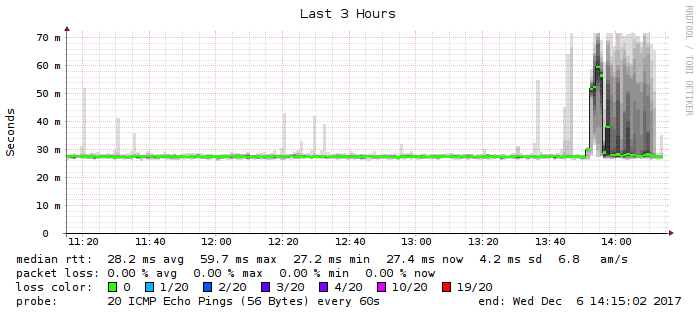 Last 3 Hours
RRDTOOL / TOBI OETIKER
Seconds
70 m
60 m
50 m
40 m
30 m
20 m
10 m
0
11:20 11:40 12:00 12:20 12:40 13:00 13:20 13:40 14:00
median rtt: 28.2 ms avg 59.7 ms max 27.2 ms min 27.4 ms now 4.2 ms sd 6.8 am/s
packet loss: 0.00 % avg 0.00 % max 0.00 % min 0.00 % now
loss color: 0 1/20 2/20 3/20 4/20 10/20 19/20
probe: 20 ICMP Echo Pings (56 Bytes) every 60s end: Wed Dec 6 14:15:02 2017